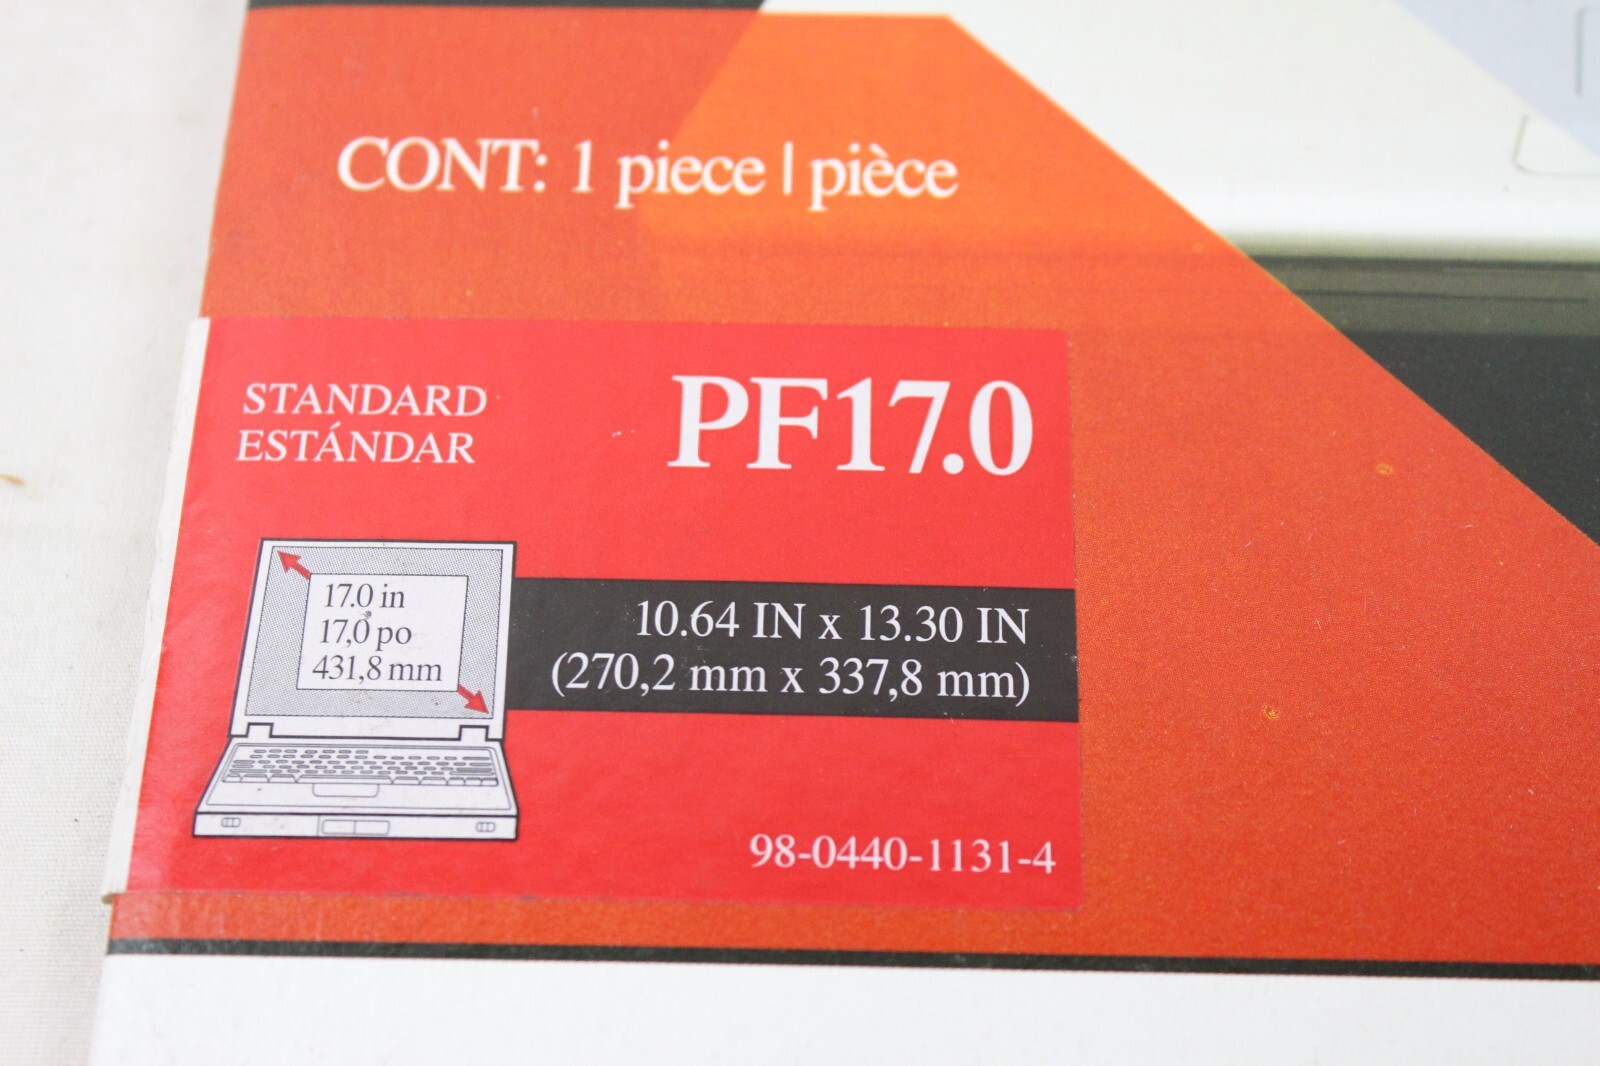 CONT: 1 piece | pièce
STANDARD
ESTÁNDAR
PF17.0
17.0 in
17,0 po
431,8 mm
10.64 IN x 13.30 IN
(270,2 mm x 337,8 mm)
98-0440-1131-4